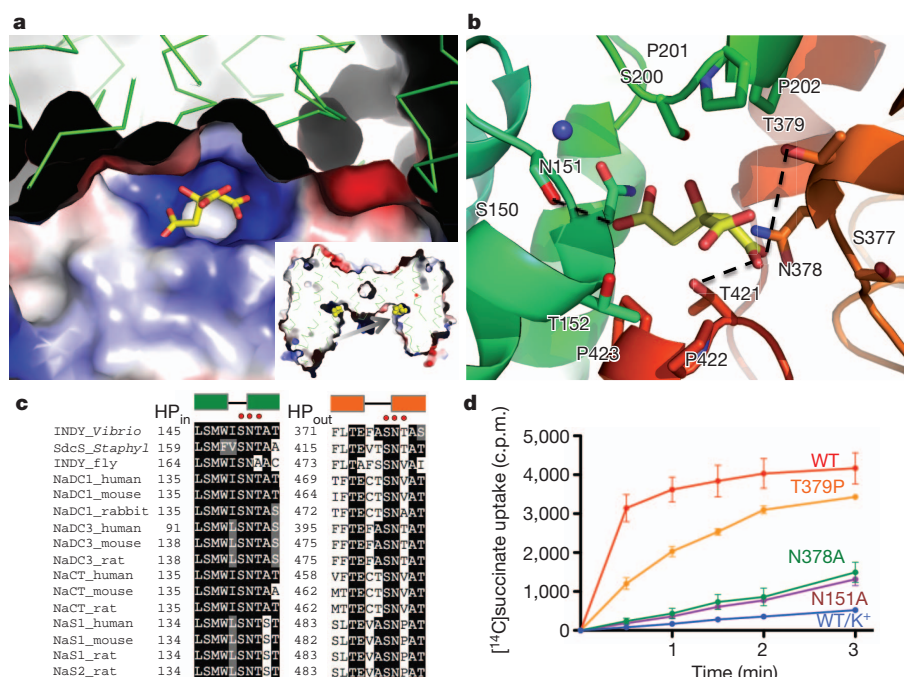 a
b
P201
S200
P202
T379
N151
S150
S377
N378
T421
T152
P423
P422
c
HPin
HPout
INDY_Vibrio 145 LSMWISNTAT 371 FLTEFASNTAS
SdcS_Staphyl 159 LSMFVSNTAA 415 FLTEVTSNTAT
INDY_fly 164 LSMWISNAAC 473 FLTAFSSNVAI
NaDC1_human 135 LSMWISNTAT 469 TFTECTSNVAT
NaDC1_mouse 135 LSMWISNTAT 464 IFTECTSNVAT
NaDC1_rabbit 135 LSMWISNTAS 472 TFTECTSNAAT
NaDC3_human 91 LSMWLSNTAS 395 FFTEFASNTAT
NaDC3_mouse 138 LSMWLSNTAS 475 FFTEFASNTAT
NaDC3_rat 138 LSMWLSNTAS 475 FFTEFASNTAT
NaCT_human 135 LSMWISNTAT 458 VFTECTSNVAT
NaCT_mouse 135 LSMWISNTAA 462 MTTECTSNVAT
NaCT_rat 135 LSMWISNTAT 462 MTTECTSNVAT
NaS1_human 134 LSMWLSNTST 483 SLTEVASNPAT
NaS1_mouse 134 LSMWLSNTST 482 SLTEVASNPAT
NaS1_rat 134 LSMWLSNTST 483 SLTEVASNPAT
NaS2_rat 134 LSMWLSNTST 483 SLTEVASNPAT
d
[14C]succinate uptake (c.p.m.)
5,000
4,000
3,000
2,000
1,000
0
WT
T379P
N378A
N151A
WT/K+
1
2
3
Time (min)